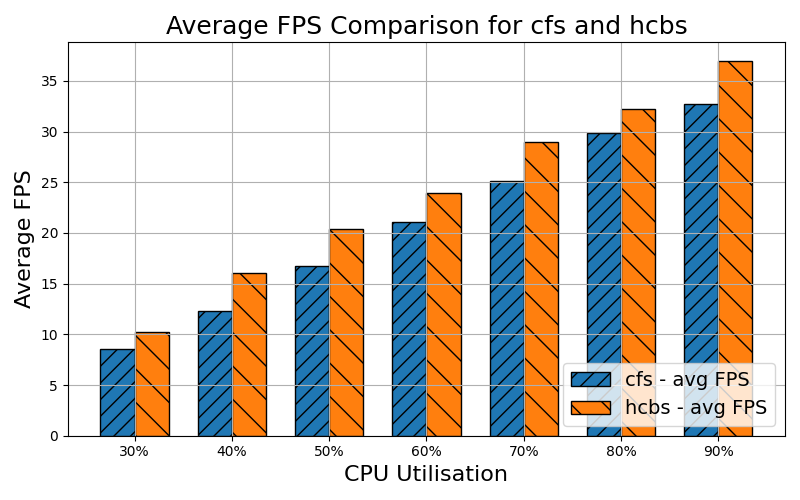 Average FPS Comparison for cfs and hcbs
Average FPS
35
30
25
20
15
10
5
0
30% 40% 50% 60% 70% 80% 90%
CPU Utilisation
cfs - avg FPS
hcbs - avg FPS